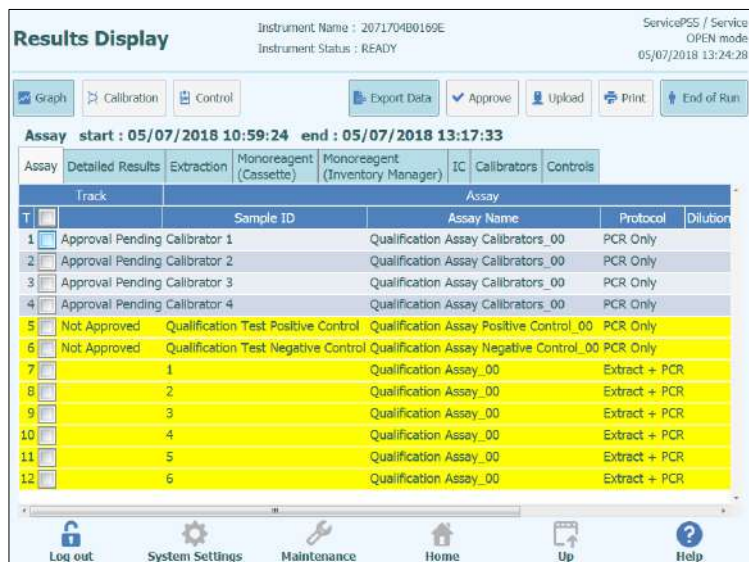 Results Display
Instrument Name : 2071704B0169E
Instrument Status : READY
ServicePSS / Service
OPEN mode
05/07/2018 13:24:28
Graph Calibration Control Export Data Approve Upload Print End of Run
Assay start : 05/07/2018 10:59:24 end : 05/07/2018 13:17:33
Assay Detailed Results Extraction Monoreagent (Cassette) Monoreagent (Inventory Manager) IC Calibrators Controls
Track Assay
T Sample ID Assay Name Protocol Dilution
1 Approval Pending Calibrator 1 Qualification Assay Calibrators_00 PCR Only
2 Approval Pending Calibrator 2 Qualification Assay Calibrators_00 PCR Only
3 Approval Pending Calibrator 3 Qualification Assay Calibrators_00 PCR Only
4 Approval Pending Calibrator 4 Qualification Assay Calibrators_00 PCR Only
5 Not Approved Qualification Test Positive Control Qualification Assay Positive Control_00 PCR Only
6 Not Approved Qualification Test Negative Control Qualification Assay Negative Control_00 PCR Only
7 1 Qualification Assay_00 Extract + PCR
8 2 Qualification Assay_00 Extract + PCR
9 3 Qualification Assay_00 Extract + PCR
10 4 Qualification Assay_00 Extract + PCR
11 5 Qualification Assay_00 Extract + PCR
12 6 Qualification Assay_00 Extract + PCR
Log out System Settings Maintenance Home Up Help